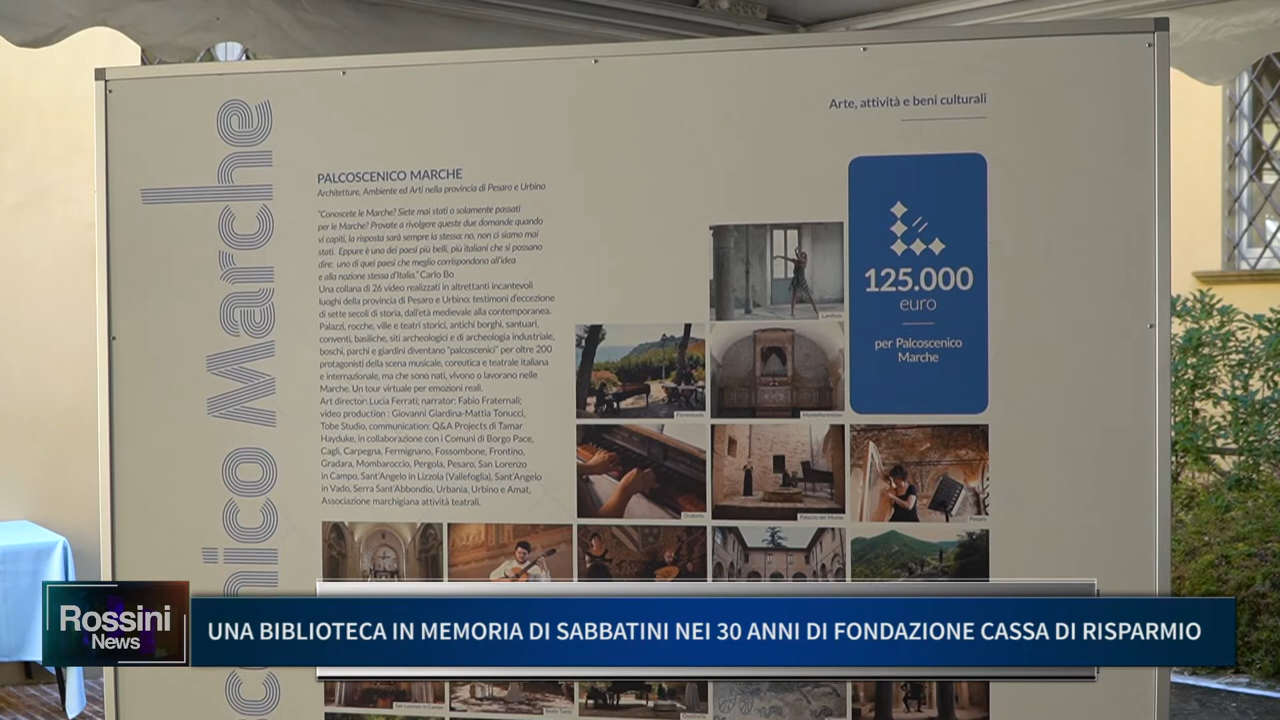 Arte, attività e beni culturali
nico Marche
PALCOSCENICO MARCHE
Architetture, Ambiente ed Arti nella provincia di Pesaro e Urbino
"Conoscete le Marche? Siete mai stati o solamente passati
per le Marche? Provate a rivolgere queste due domande quando
vi capiti, la risposta sarà sempre la stessa: no, non ci siamo mai
stati. Eppure è uno dei paesi più belli, più italiani che si possano
dire: uno di quei paesi che meglio corrispondono all'idea
e alla nozione stessa d'Italia." Carlo Bo
Una collana di 26 video realizzati in altrettanti incantevoli
luoghi della provincia di Pesaro e Urbino: testimoni d'eccezione
di sette secoli di storia, dall'età medievale alla contemporanea.
Palazzi, rocche, ville e teatri storici, antichi borghi, santuari,
conventi, basiliche, siti archeologici e di archeologia industriale,
boschi, parchi e giardini diventano "palcoscenici" per oltre 200
protagonisti della scena musicale, coreutica e teatrale italiana
e internazionale, ma che sono nati, vivono o lavorano nelle
Marche. Un tour virtuale per emozioni reali.
Art director: Lucia Ferrati; narrator: Fabio Fraternali;
video production : Giovanni Giardina-Mattia Tonucci,
Tobe Studio, communication: Q&A Projects di Tamar
Hayduke, in collaborazione con i Comuni di Borgo Pace,
Cagli, Carpegna, Fermignano, Fossombrone, Frontino,
Gradara, Mombaroccio, Pergola, Pesaro, San Lorenzo
in Campo, Sant'Angelo in Lizzola (Vallefoglia), Sant'Angelo
in Vado, Serra Sant'Abbondio, Urbania, Urbino e Amat,
Associazione marchigiana attività teatrali.
125.000
euro
per Palcoscenico
Marche
Pesaro
Rossini
News
UNA BIBLIOTECA IN MEMORIA DI SABBATINI NEI 30 ANNI DI FONDAZIONE CASSA DI RISPARMIO